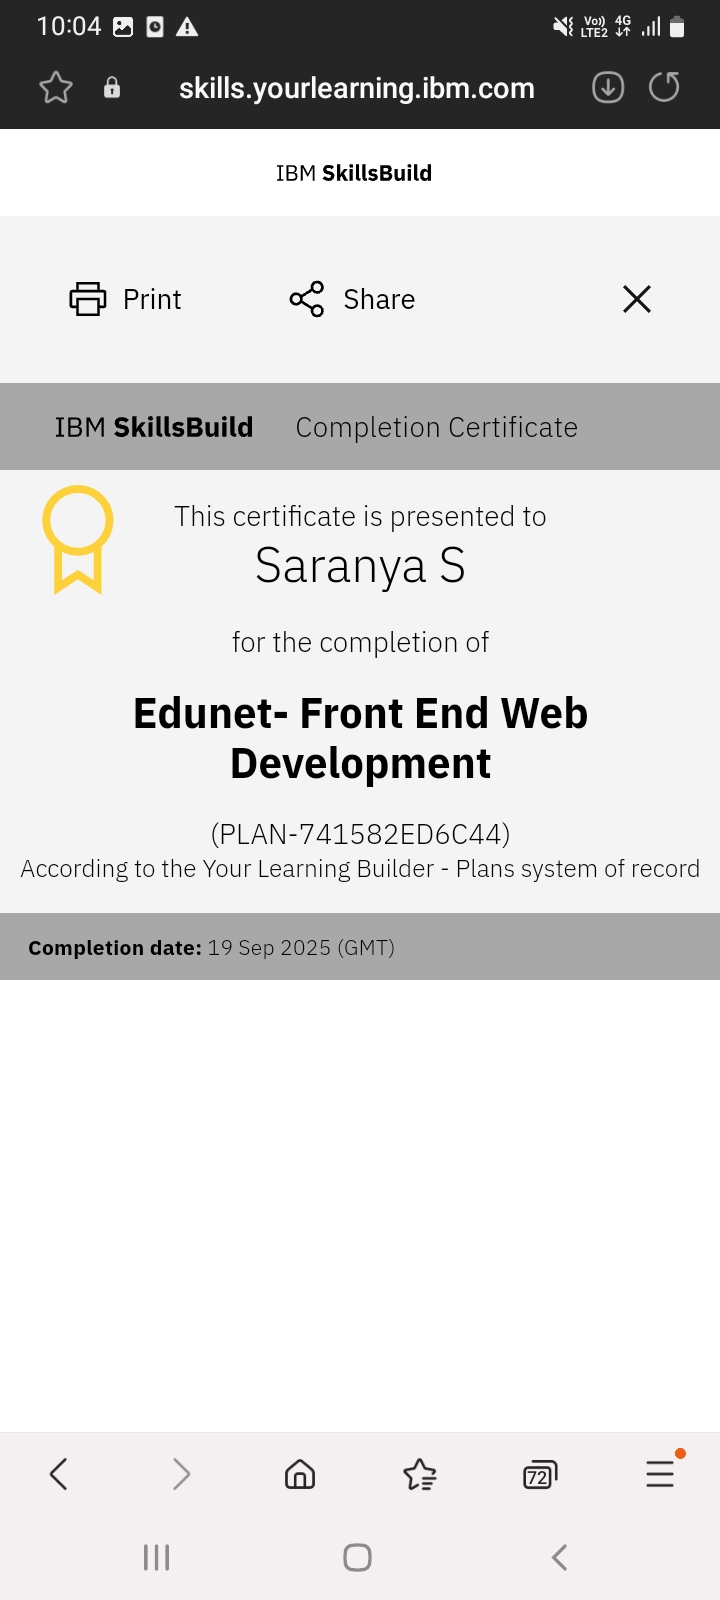 10:04 Vo)) LTE2 4G
skills.yourlearning.ibm.com
IBM SkillsBuild
Print Share
IBM SkillsBuild Completion Certificate
This certificate is presented to
Saranya S
for the completion of
Edunet- Front End Web
Development
(PLAN-741582ED6C44)
According to the Your Learning Builder - Plans system of record
Completion date: 19 Sep 2025 (GMT)
72